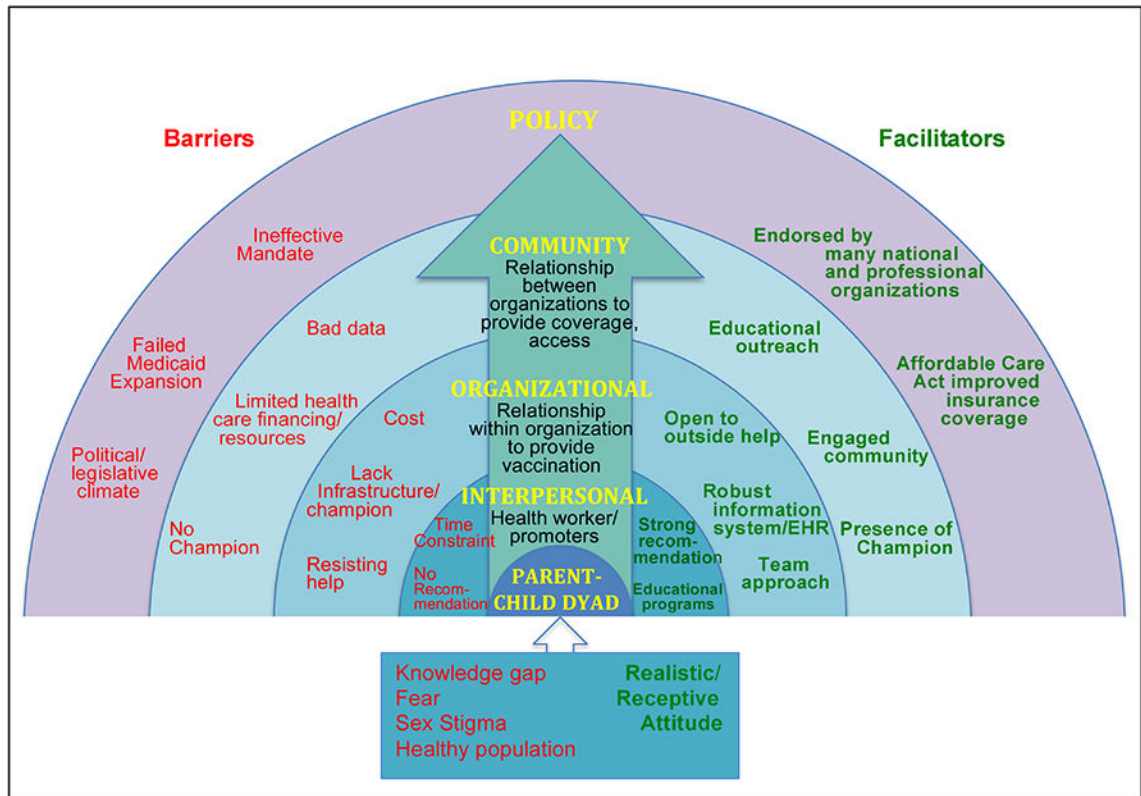 POLICY
Barriers
Facilitators
Ineffective
Mandate
Failed
Medicaid
Expansion
Political/
legislative
climate
Endorsed by
many national
and professional
organizations
Affordable Care
Act improved
insurance
coverage
COMMUNITY
Relationship
between
organizations to
provide coverage,
access
Bad data
Limited health
care financing/
resources
No
Champion
Educational
outreach
Engaged
community
Presence of
Champion
ORGANIZATIONAL
Relationship
within organization
to provide
vaccination
Cost
Lack
Infrastructure/
champion
Resisting
help
Open to
outside help
Robust
information
system/EHR
Team
approach
INTERPERSONAL
Health worker/
promoters
Time
Constraint
No
Recom-
mendation
Strong
recom-
mendation
Educational
programs
PARENT-
CHILD DYAD
Knowledge gap
Fear
Sex Stigma
Healthy population
Realistic/
Receptive
Attitude